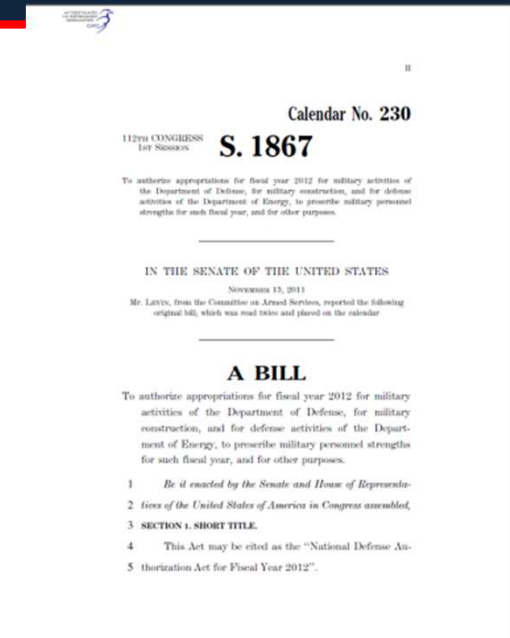 AUTHENTICATED
U.S. GOVERNMENT
INFORMATION
GPO
II
Calendar No. 230
112TH CONGRESS
1ST SESSION
S. 1867
To authorize appropriations for fiscal year 2012 for military activities of
the Department of Defense, for military construction, and for defense
activities of the Department of Energy, to prescribe military personnel
strengths for such fiscal year, and for other purposes.
IN THE SENATE OF THE UNITED STATES
NOVEMBER 15, 2011
Mr. LEVIN, from the Committee on Armed Services, reported the following
original bill; which was read twice and placed on the calendar
A BILL
To authorize appropriations for fiscal year 2012 for military
activities of the Department of Defense, for military
construction, and for defense activities of the Depart-
ment of Energy, to prescribe military personnel strengths
for such fiscal year, and for other purposes.
1 Be it enacted by the Senate and House of Representa-
2 tives of the United States of America in Congress assembled,
3 SECTION 1. SHORT TITLE.
4 This Act may be cited as the “National Defense Au-
5 thorization Act for Fiscal Year 2012”.